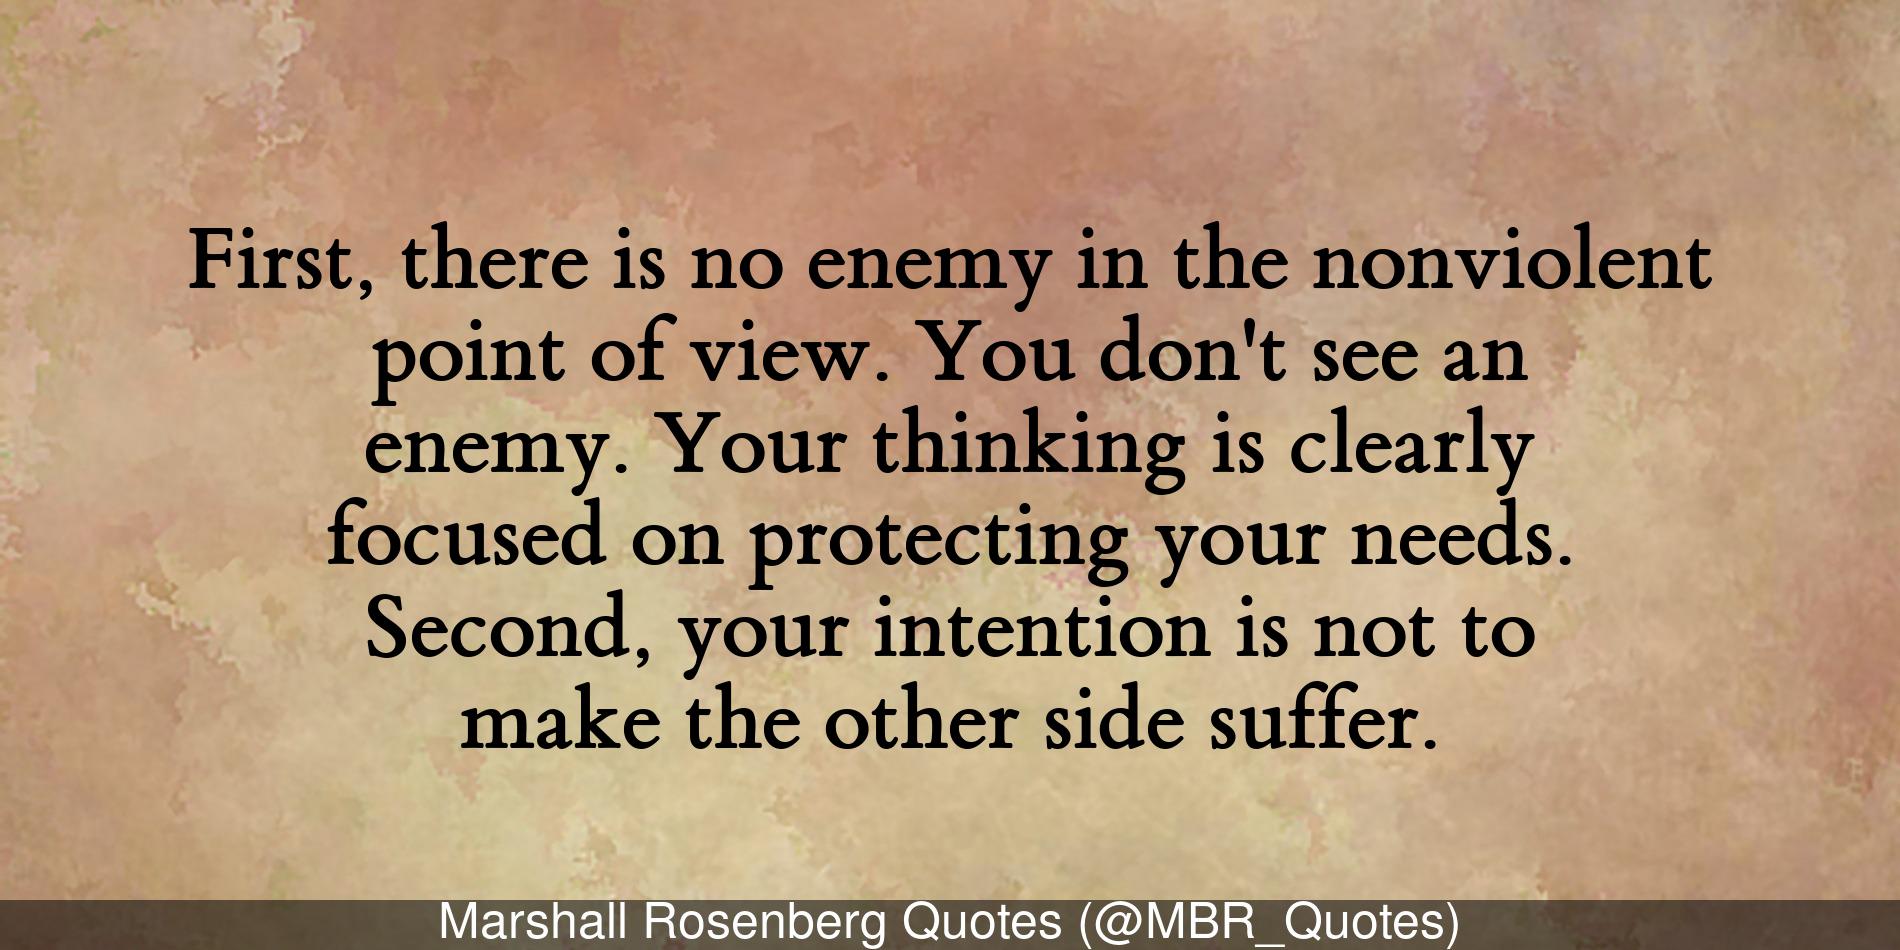 First, there is no enemy in the nonviolent
point of view. You don't see an
enemy. Your thinking is clearly
focused on protecting your needs.
Second, your intention is not to
make the other side suffer.
Marshall Rosenberg Quotes (@MBR_Quotes)